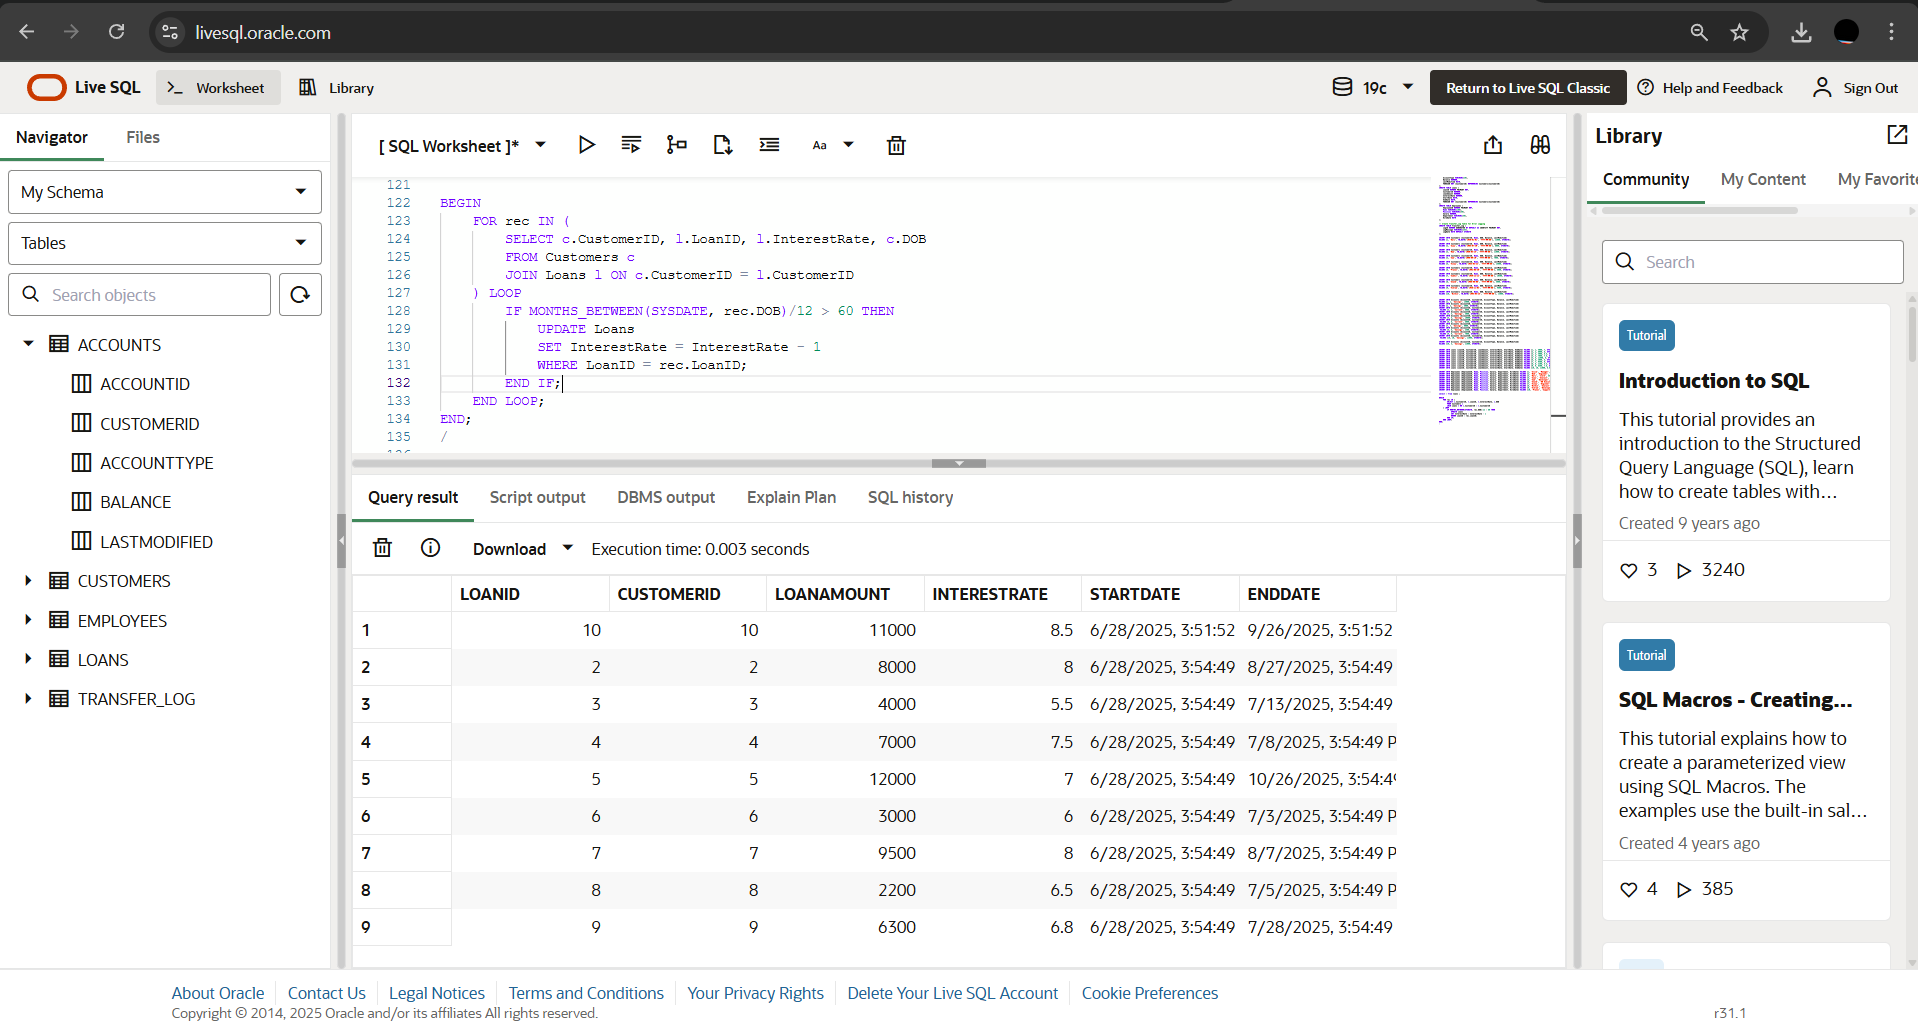 livesql.oracle.com
Live SQL
Worksheet
Library
19c
Return to Live SQL Classic
Help and Feedback
Sign Out
Navigator
Files
My Schema
Tables
Search objects
ACCOUNTS
ACCOUNTID
CUSTOMERID
ACCOUNTTYPE
BALANCE
LASTMODIFIED
CUSTOMERS
EMPLOYEES
LOANS
TRANSFER_LOG
[ SQL Worksheet ]*
Aa
121
122 BEGIN
123 FOR rec IN (
124 SELECT c.CustomerID, l.LoanID, l.InterestRate, c.DOB
125 FROM Customers c
126 JOIN Loans l ON c.CustomerID = l.CustomerID
127 ) LOOP
128 IF MONTHS_BETWEEN(SYSDATE, rec.DOB)/12 > 60 THEN
129 UPDATE Loans
130 SET InterestRate = InterestRate - 1
131 WHERE LoanID = rec.LoanID;
132 END IF;
133 END LOOP;
134 END;
135 /
Query result
Script output
DBMS output
Explain Plan
SQL history
Download
Execution time: 0.003 seconds
LOANID CUSTOMERID LOANAMOUNT INTERESTRATE STARTDATE ENDDATE
1 10 10 11000 8.5 6/28/2025, 3:51:52 9/26/2025, 3:51:52
2 2 2 8000 8 6/28/2025, 3:54:49 8/27/2025, 3:54:49
3 3 3 4000 5.5 6/28/2025, 3:54:49 7/13/2025, 3:54:49
4 4 4 7000 7.5 6/28/2025, 3:54:49 7/8/2025, 3:54:49 P
5 5 5 12000 7 6/28/2025, 3:54:49 10/26/2025, 3:54:49
6 6 6 3000 6 6/28/2025, 3:54:49 7/3/2025, 3:54:49 P
7 7 7 9500 8 6/28/2025, 3:54:49 8/7/2025, 3:54:49 P
8 8 8 2200 6.5 6/28/2025, 3:54:49 7/5/2025, 3:54:49 P
9 9 9 6300 6.8 6/28/2025, 3:54:49 7/28/2025, 3:54:49
Library
Community
My Content
My Favorit
Search
Tutorial
Introduction to SQL
This tutorial provides an
introduction to the Structured
Query Language (SQL), learn
how to create tables with...
Created 9 years ago
3 3240
Tutorial
SQL Macros - Creating...
This tutorial explains how to
create a parameterized view
using SQL Macros. The
examples use the built-in sal...
Created 4 years ago
4 385
About Oracle
Contact Us
Legal Notices
Terms and Conditions
Your Privacy Rights
Delete Your Live SQL Account
Cookie Preferences
Copyright © 2014, 2025 Oracle and/or its affiliates All rights reserved.
r31.1